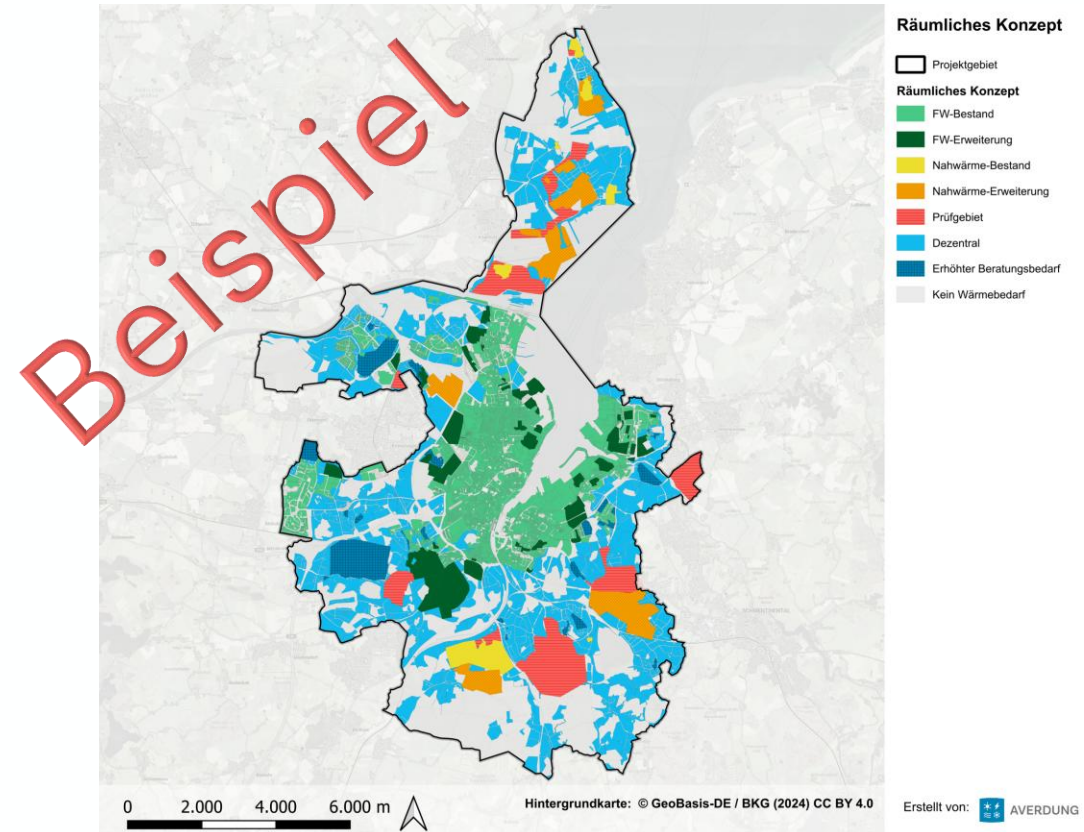 Beispiel
Räumliches Konzept
Projektgebiet
Räumliches Konzept
FW-Bestand
FW-Erweiterung
Nahwärme-Bestand
Nahwärme-Erweiterung
Prüfgebiet
Dezentral
Erhöhter Beratungsbedarf
Kein Wärmebedarf
0 2.000 4.000 6.000 m
Hintergrundkarte: © GeoBasis-DE / BKG (2024) CC BY 4.0
Erstellt von: AVERDUNG